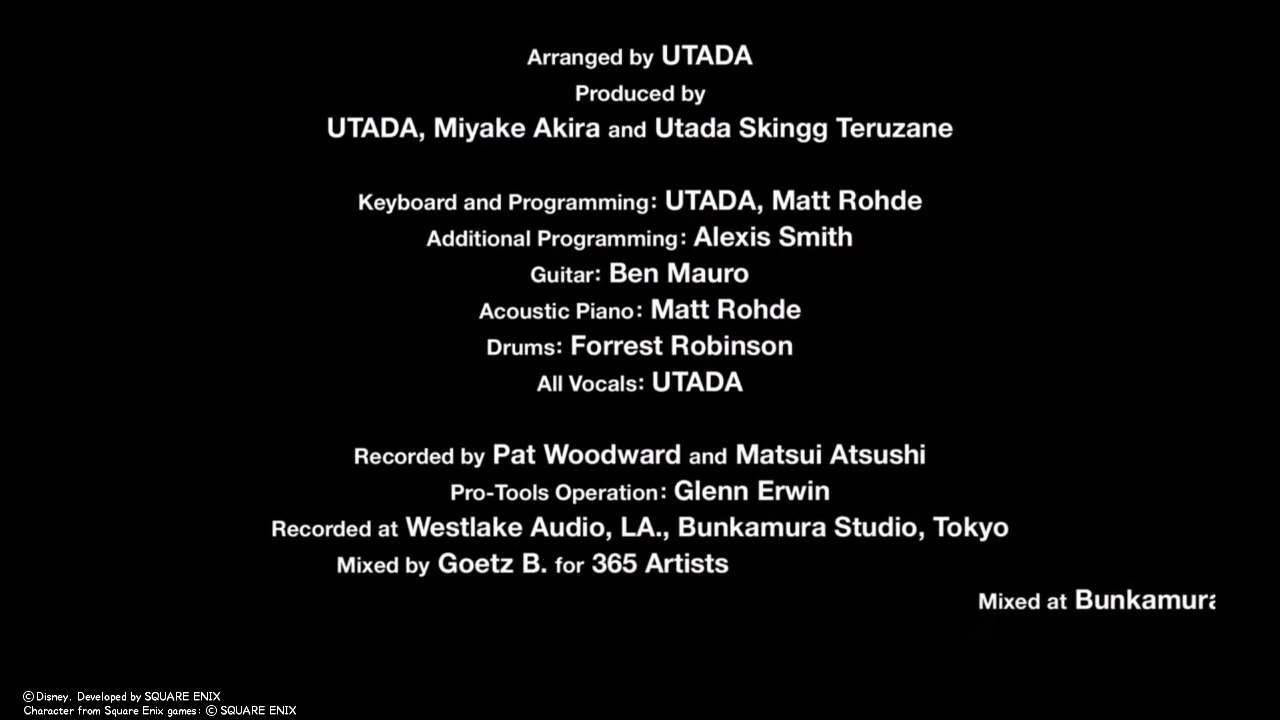 Arranged by UTADA
Produced by
UTADA, Miyake Akira and Utada Skingg Teruzane
Keyboard and Programming: UTADA, Matt Rohde
Additional Programming: Alexis Smith
Guitar: Ben Mauro
Acoustic Piano: Matt Rohde
Drums: Forrest Robinson
All Vocals: UTADA
Recorded by Pat Woodward and Matsui Atsushi
Pro-Tools Operation: Glenn Erwin
Recorded at Westlake Audio, LA., Bunkamura Studio, Tokyo
Mixed by Goetz B. for 365 Artists
Mixed at Bunkamura
©Disney. Developed by SQUARE ENIX
Character from Square Enix games: © SQUARE ENIX